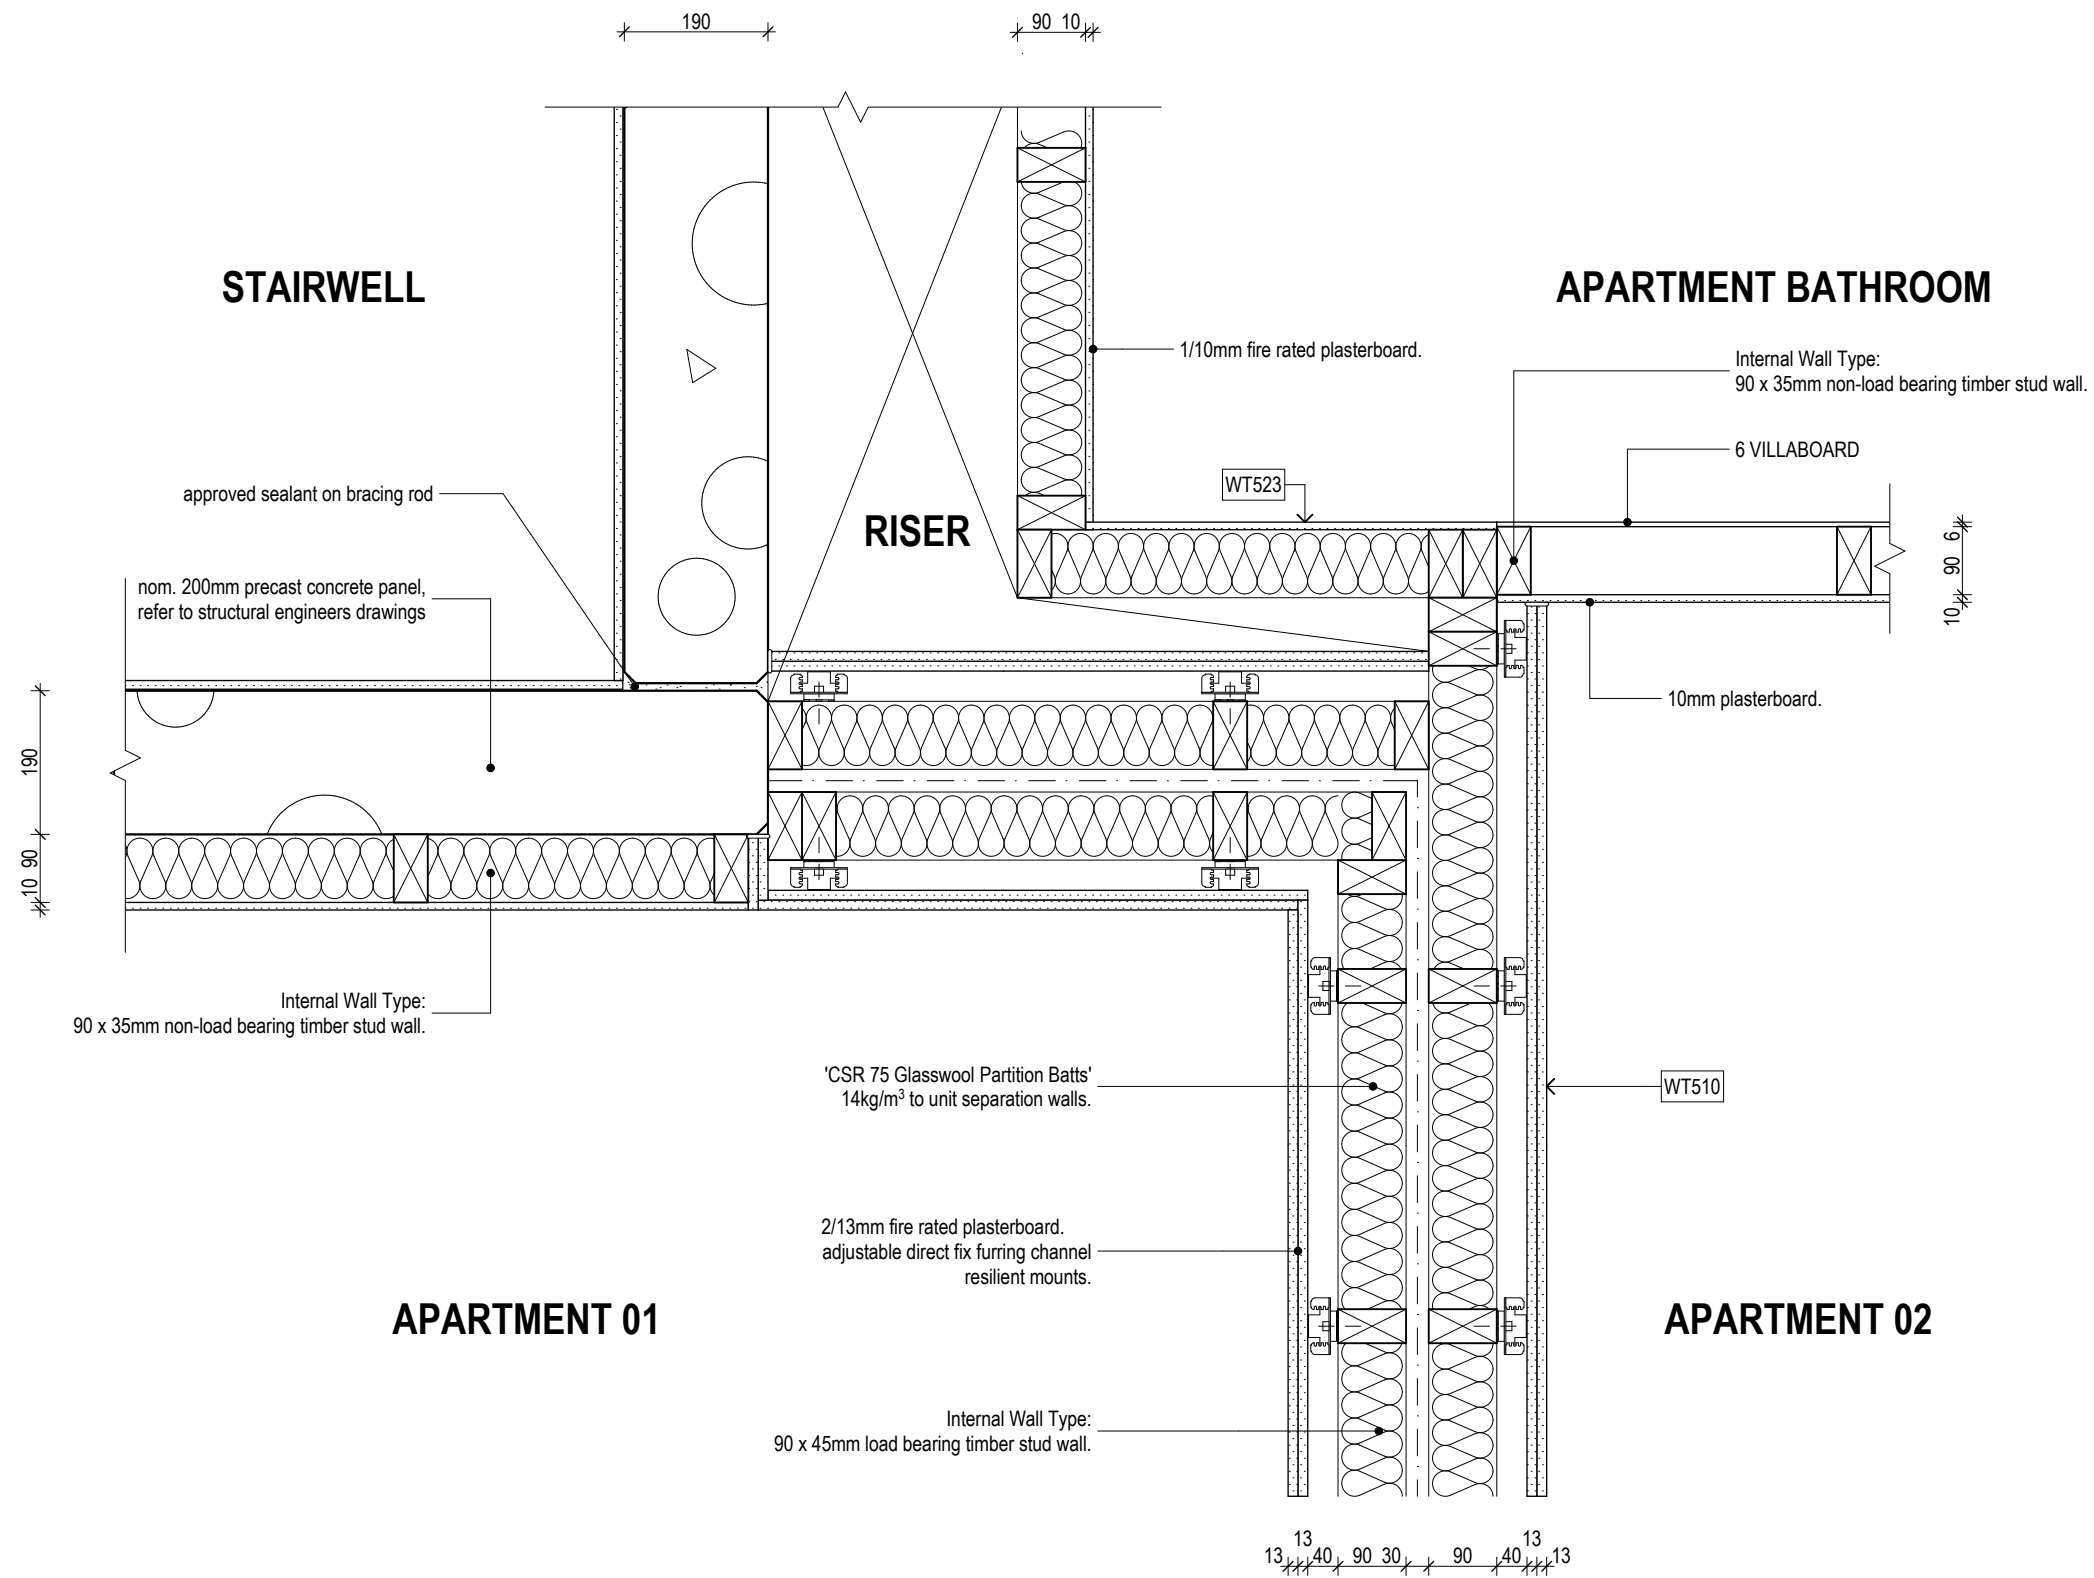 190
90 10
STAIRWELL
APARTMENT BATHROOM
1/10mm fire rated plasterboard.
Internal Wall Type:
90 x 35mm non-load bearing timber stud wall.
6 VILLABOARD
WT523
approved sealant on bracing rod
RISER
6
90
10
nom. 200mm precast concrete panel,
refer to structural engineers drawings
10mm plasterboard.
190
90
10
Internal Wall Type:
90 x 35mm non-load bearing timber stud wall.
'CSR 75 Glasswool Partition Batts'
14kg/m³ to unit separation walls.
WT510
2/13mm fire rated plasterboard.
adjustable direct fix furring channel
resilient mounts.
APARTMENT 01
APARTMENT 02
Internal Wall Type:
90 x 45mm load bearing timber stud wall.
13 13
13 40 90 30 90 40 13